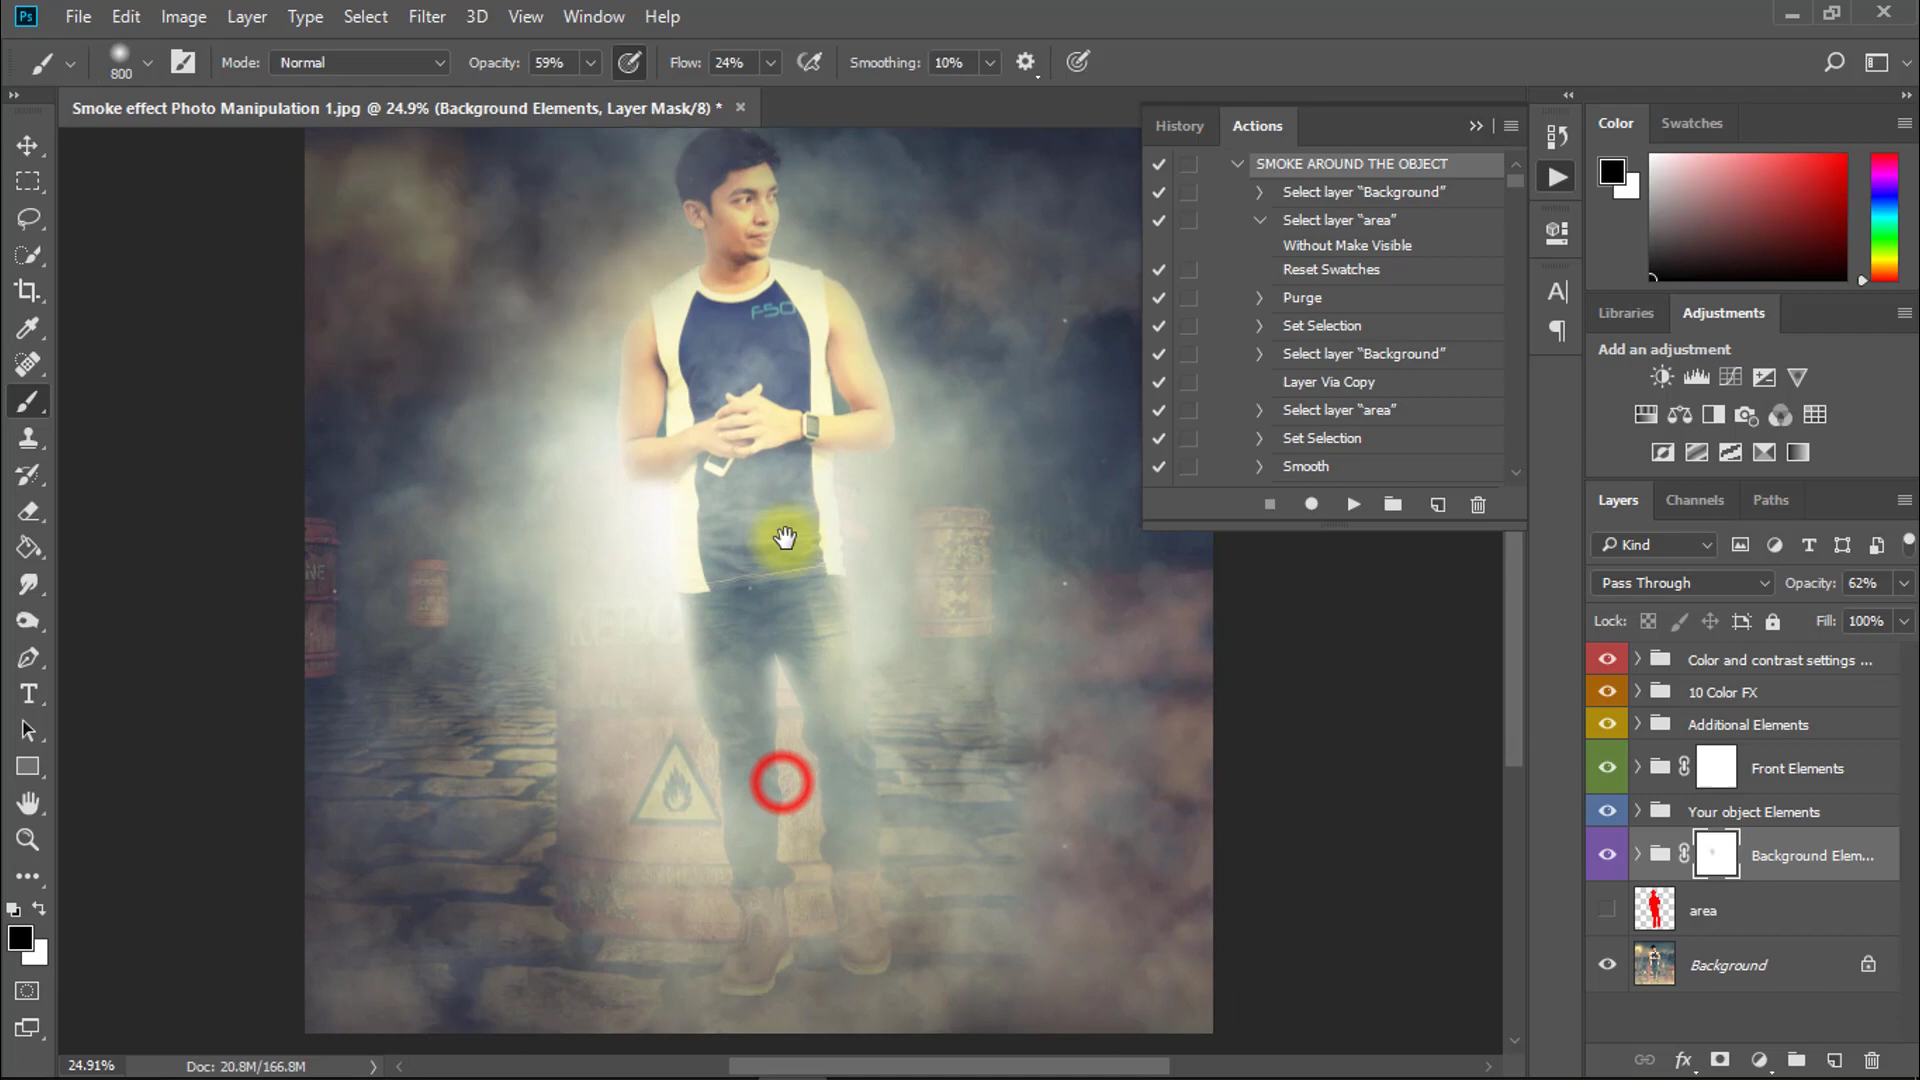 Ps File Edit Image Layer Type Select Filter 3D View Window Help
800 Mode: Normal Opacity: 59% Flow: 24% Smoothing: 10%
Smoke effect Photo Manipulation 1.jpg @ 24.9% (Background Elements, Layer Mask/8) *
History Actions
SMOKE AROUND THE OBJECT
Select layer "Background"
Select layer "area"
Without Make Visible
Reset Swatches
Purge
Set Selection
Select layer "Background"
Layer Via Copy
Select layer "area"
Set Selection
Smooth
Color Swatches
Libraries Adjustments
Add an adjustment
Layers Channels Paths
Kind
Pass Through Opacity: 62%
Lock: Fill: 100%
Color and contrast settings ...
10 Color FX
Additional Elements
Front Elements
Your object Elements
Background Elem...
area
Background
24.91% Doc: 20.8M/166.8M